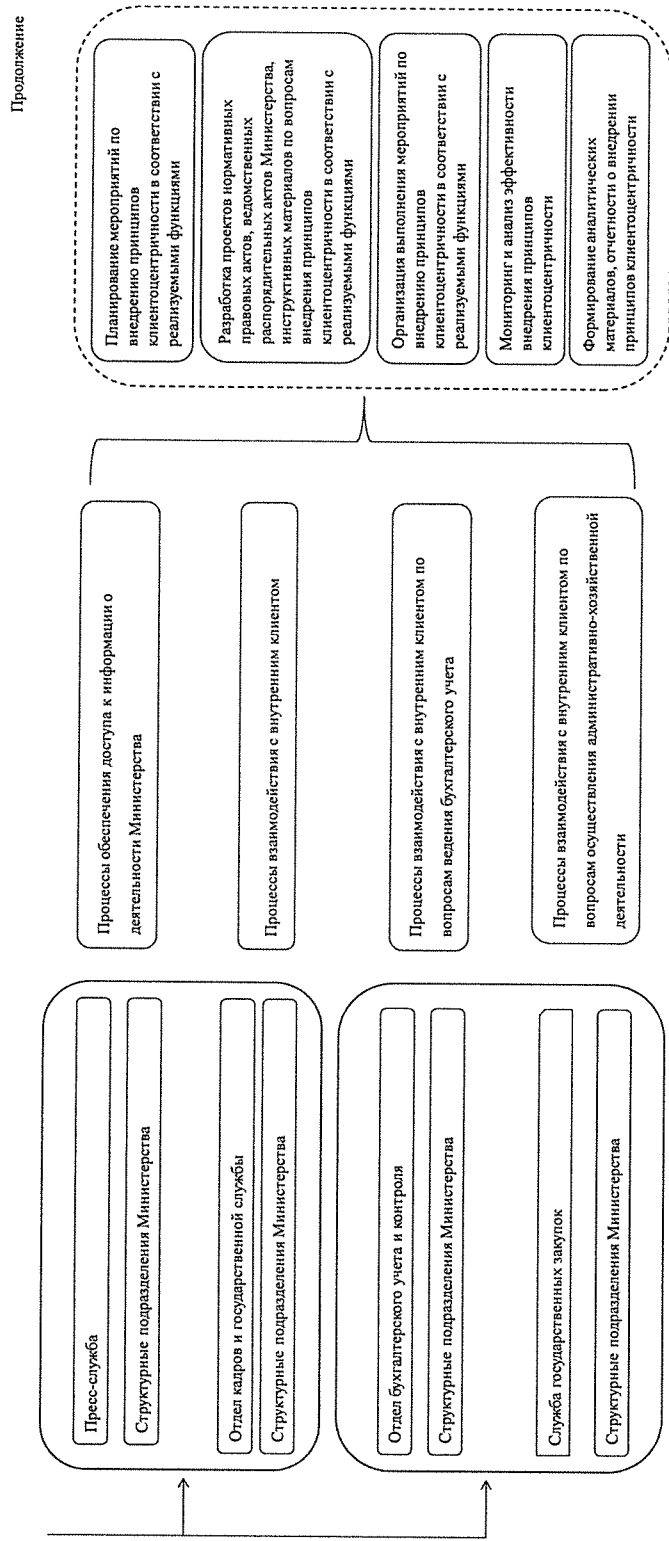 Продолжение
Пресс-служба
Структурные подразделения Министерства
Отдел кадров и государственной службы
Структурные подразделения Министерства
Отдел бухгалтерского учета и контроля
Структурные подразделения Министерства
Служба государственных закупок
Структурные подразделения Министерства
Процессы обеспечения доступа к информации о
деятельности Министерства
Процессы взаимодействия с внутренним клиентом
Процессы взаимодействия с внутренним клиентом по
вопросам ведения бухгалтерского учета
Процессы взаимодействия с внутренним клиентом по
вопросам осуществления административно-хозяйственной
деятельности
Планирование мероприятий по
внедрению принципов
клиентоцентричности в соответствии с
реализуемыми функциями
Разработка проектов нормативных
правовых актов, ведомственных
распорядительных актов Министерства,
инструктивных материалов по вопросам
внедрения принципов
клиентоцентричности в соответствии с
реализуемыми функциями
Организация выполнения мероприятий по
внедрению принципов
клиентоцентричности в соответствии с
реализуемыми функциями
Мониторинг и анализ эффективности
внедрения принципов
клиентоцентричности
Формирование аналитических
материалов, отчетности о внедрении
принципов клиентоцентричности